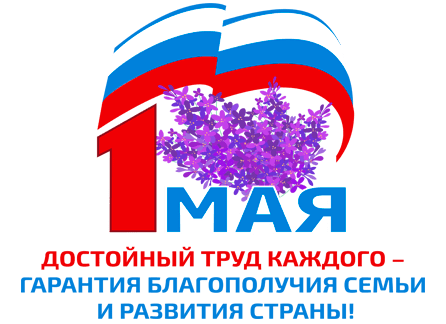 1 МАЯ
ДОСТОЙНЫЙ ТРУД КАЖДОГО –
ГАРАНТИЯ БЛАГОПОЛУЧИЯ СЕМЬИ
И РАЗВИТИЯ СТРАНЫ!